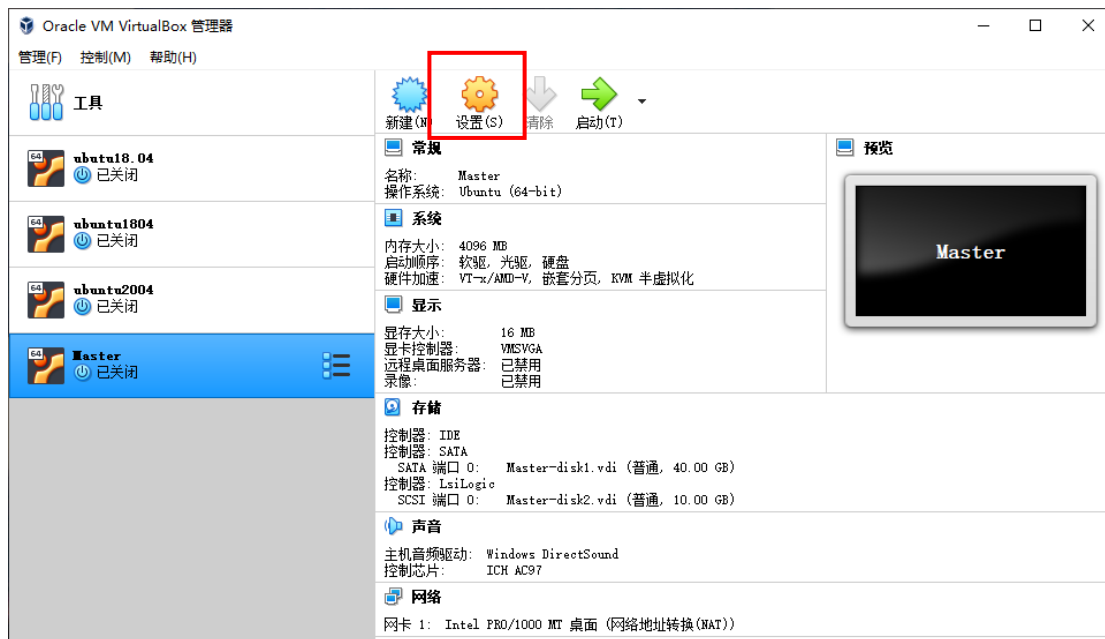 Oracle VM VirtualBox 管理器
管理(F) 控制(M) 帮助(H)
工具
新建(N)
设置(S)
清除
启动(T)
64
ubutu18.04
已关闭
64
ubuntu1804
已关闭
64
ubuntu2004
已关闭
64
Master
已关闭
常规
名称: Master
操作系统: Ubuntu (64-bit)
系统
内存大小: 4096 MB
启动顺序: 软驱, 光驱, 硬盘
硬件加速: VT-x/AMD-V, 嵌套分页, KVM 半虚拟化
显示
显存大小: 16 MB
显卡控制器: VMSVGA
远程桌面服务器: 已禁用
录像: 已禁用
预览
Master
存储
控制器: IDE
控制器: SATA
SATA 端口 0: Master-disk1.vdi (普通, 40.00 GB)
控制器: LsiLogic
SCSI 端口 0: Master-disk2.vdi (普通, 10.00 GB)
声音
主机音频驱动: Windows DirectSound
控制芯片: ICH AC97
网络
网卡 1: Intel PRO/1000 MT 桌面 (网络地址转换(NAT))